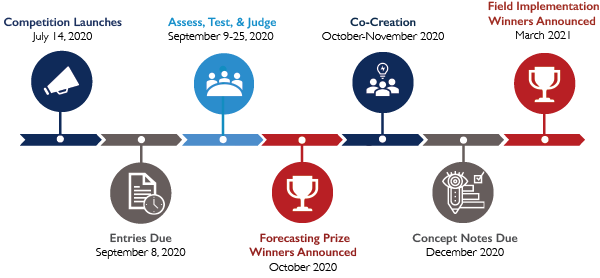 Competition Launches
July 14, 2020
Entries Due
September 8, 2020
Assess, Test, & Judge
September 9-25, 2020
Forecasting Prize
Winners Announced
October 2020
Co-Creation
October-November 2020
Concept Notes Due
December 2020
Field Implementation
Winners Announced
March 2021